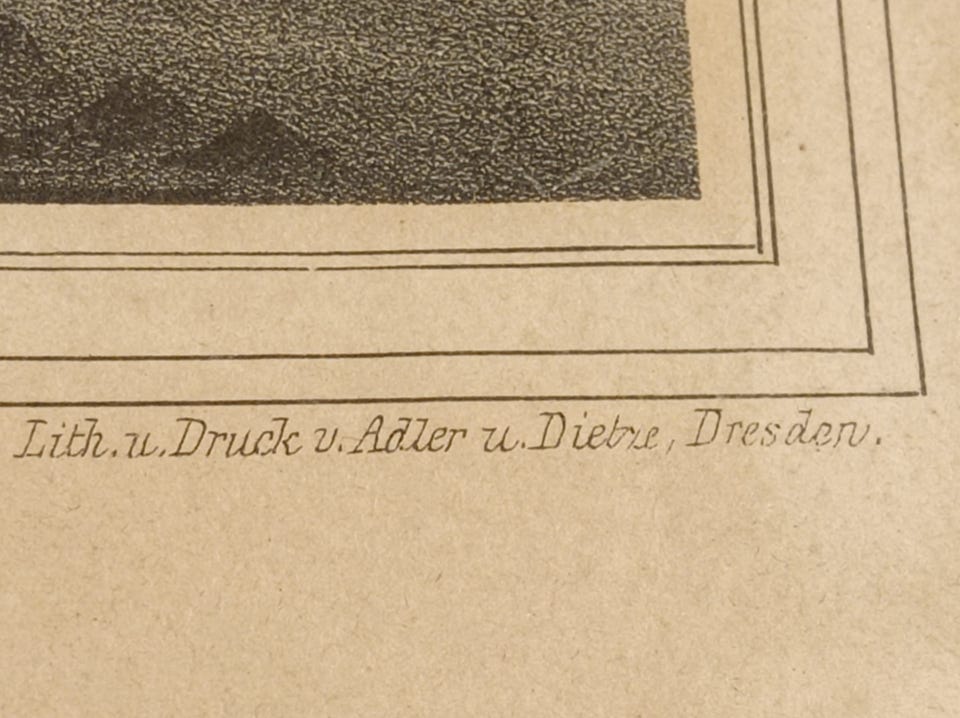 Lith. u. Druck v. Adler u. Dietze, Dresden.